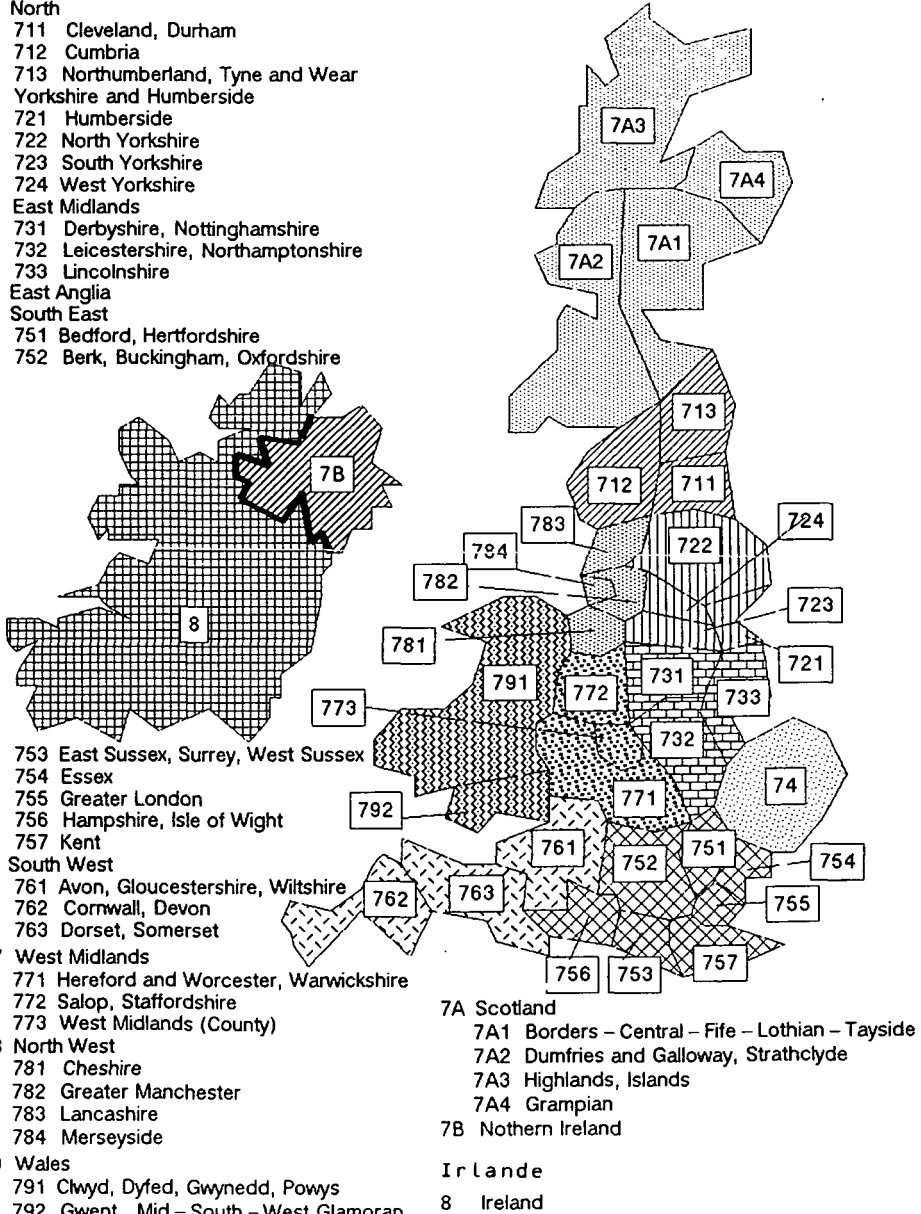 North
711 Cleveland, Durham
712 Cumbria
713 Northumberland, Tyne and Wear
Yorkshire and Humberside
721 Humberside
722 North Yorkshire
723 South Yorkshire
724 West Yorkshire
East Midlands
731 Derbyshire, Nottinghamshire
732 Leicestershire, Northamptonshire
733 Lincolnshire
East Anglia
South East
751 Bedford, Hertfordshire
752 Berk, Buckingham, Oxfordshire
7A3
7A4
7A1
7A2
713
7B
712
711
783
724
722
784
782
723
8
781
721
791
731
772
733
773
732
74
771
792
761
752
751
754
762
763
755
756
753
757
753 East Sussex, Surrey, West Sussex
754 Essex
755 Greater London
756 Hampshire, Isle of Wight
757 Kent
South West
761 Avon, Gloucestershire, Wiltshire
762 Cornwall, Devon
763 Dorset, Somerset
West Midlands
771 Hereford and Worcester, Warwickshire
772 Salop, Staffordshire
773 West Midlands (County)
North West
781 Cheshire
782 Greater Manchester
783 Lancashire
784 Merseyside
Wales
791 Clwyd, Dyfed, Gwynedd, Powys
792 Gwent, Mid – South – West Glamorgan
7A Scotland
7A1 Borders – Central – Fife – Lothian – Tayside
7A2 Dumfries and Galloway, Strathclyde
7A3 Highlands, Islands
7A4 Grampian
7B Nothern Ireland
Irlande
8 Ireland